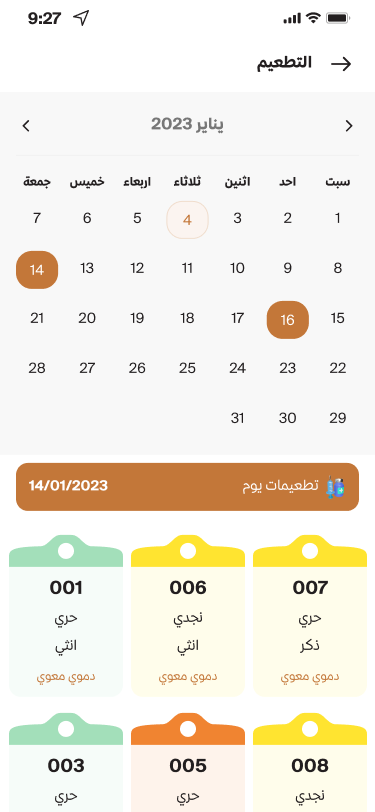 9:27
التطعيم
يناير 2023
سبت احد اثنين ثلاثاء اربعاء خميس جمعة
1 2 3 4 5 6 7
8 9 10 11 12 13 14
15 16 17 18 19 20 21
22 23 24 25 26 27 28
29 30 31
تطعيمات يوم 14/01/2023
007 006 001
حري نجدي حري
ذكر انثي انثي
دموي معوي دموي معوي دموي معوي
008 005 003
نجدي حري حري